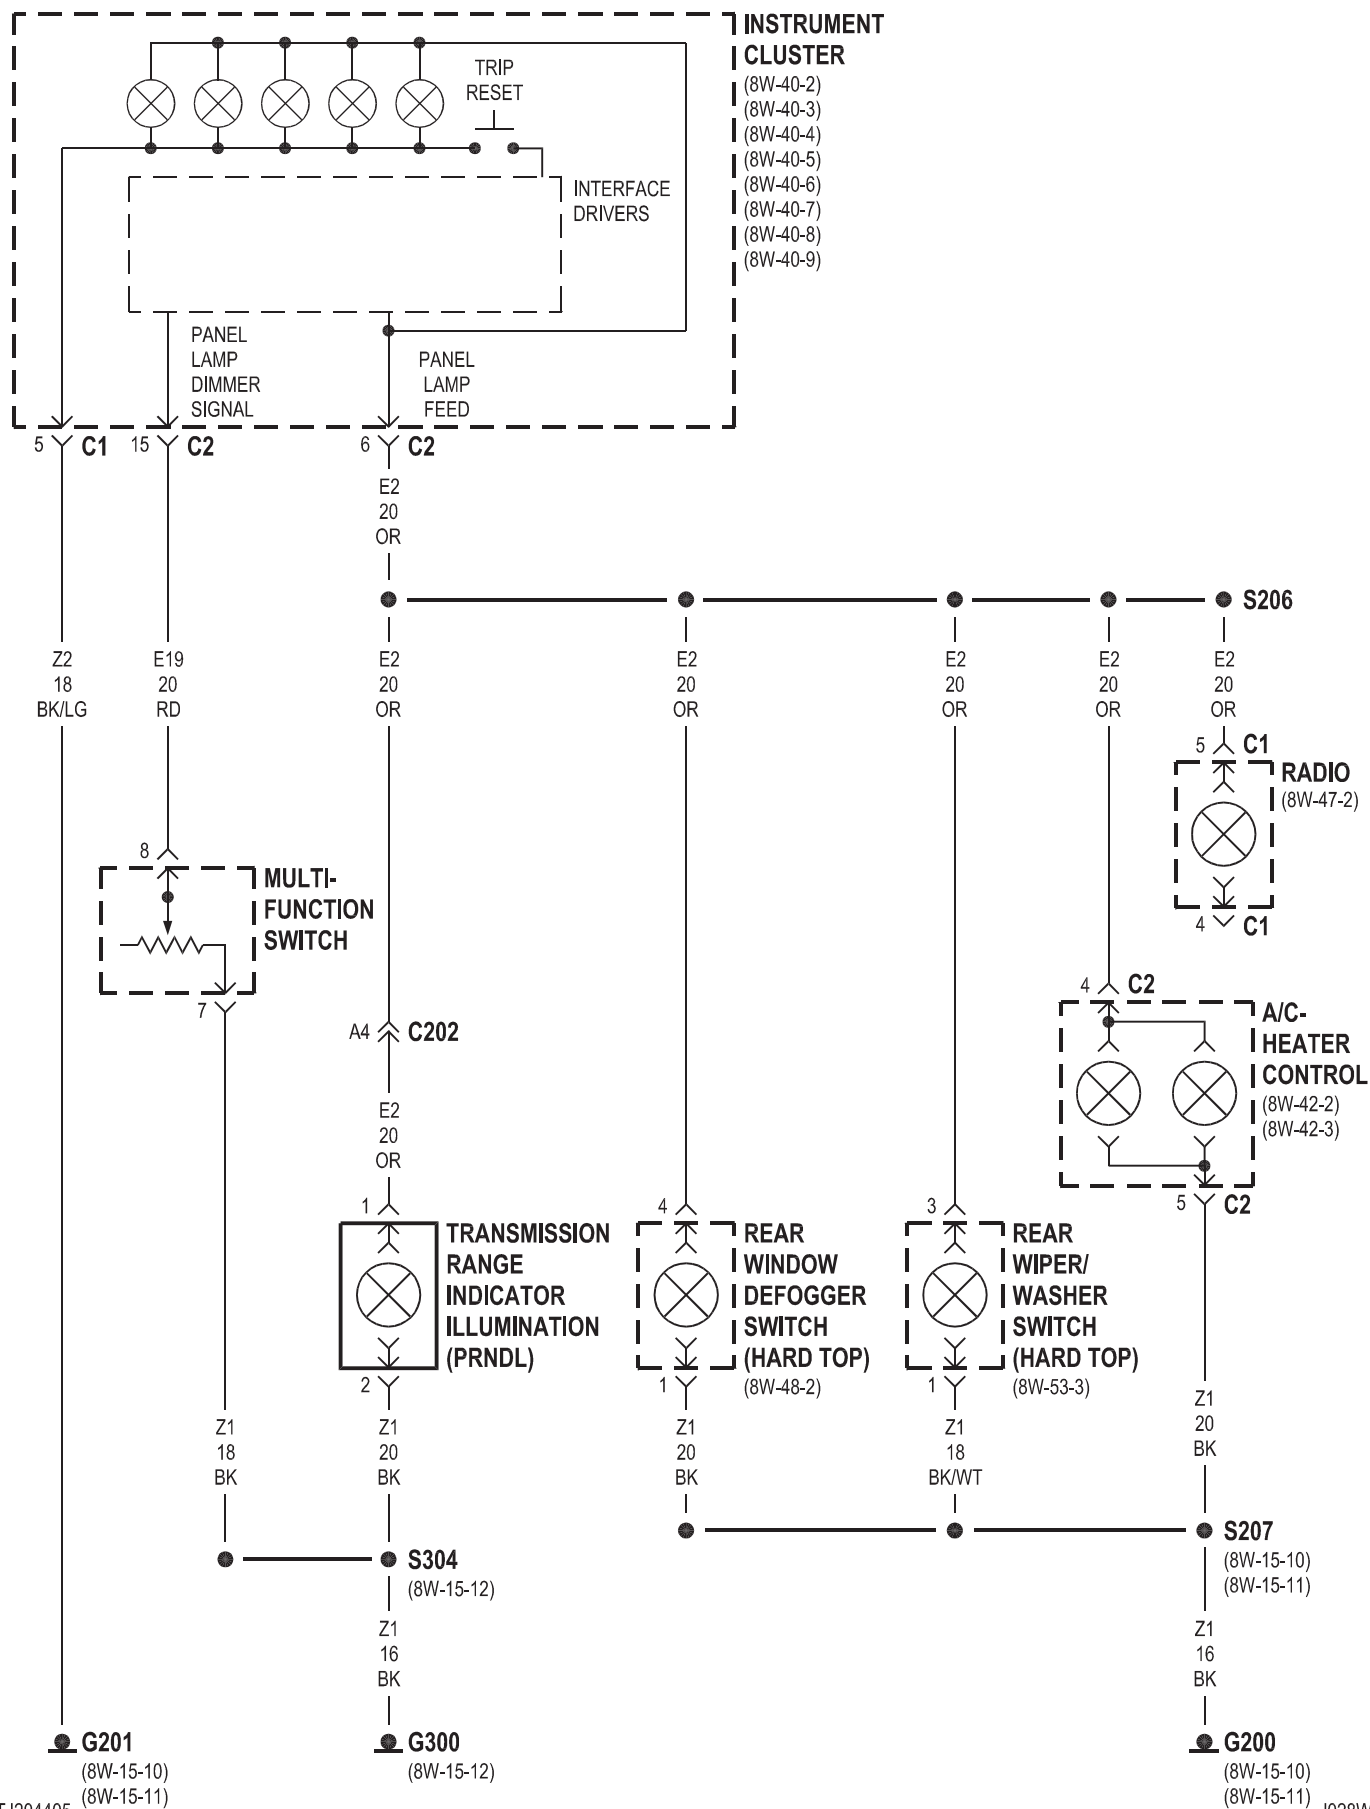 INSTRUMENT
CLUSTER
(8W-40-2)
(8W-40-3)
(8W-40-4)
(8W-40-5)
(8W-40-6)
(8W-40-7)
(8W-40-8)
(8W-40-9)
TRIP
RESET
INTERFACE
DRIVERS
PANEL
LAMP
DIMMER
SIGNAL
PANEL
LAMP
FEED
5 C1
15 C2
6 C2
E2
20
OR
S206
Z2
18
BK/LG
E19
20
RD
E2
20
OR
E2
20
OR
E2
20
OR
E2
20
OR
E2
20
OR
5 C1
RADIO
(8W-47-2)
4 C1
8
MULTI-
FUNCTION
SWITCH
7
A4 C202
E2
20
OR
4 C2
A/C-
HEATER
CONTROL
(8W-42-2)
(8W-42-3)
5 C2
1
TRANSMISSION
RANGE
INDICATOR
ILLUMINATION
(PRNDL)
2
4
REAR
WINDOW
DEFOGGER
SWITCH
(HARD TOP)
(8W-48-2)
1
3
REAR
WIPER/
WASHER
SWITCH
(HARD TOP)
(8W-53-3)
1
Z1
18
BK
Z1
20
BK
Z1
20
BK
Z1
18
BK/WT
Z1
20
BK
S304
(8W-15-12)
S207
(8W-15-10)
(8W-15-11)
Z1
16
BK
Z1
16
BK
G201
(8W-15-10)
(8W-15-11)
G300
(8W-15-12)
G200
(8W-15-10)
(8W-15-11)